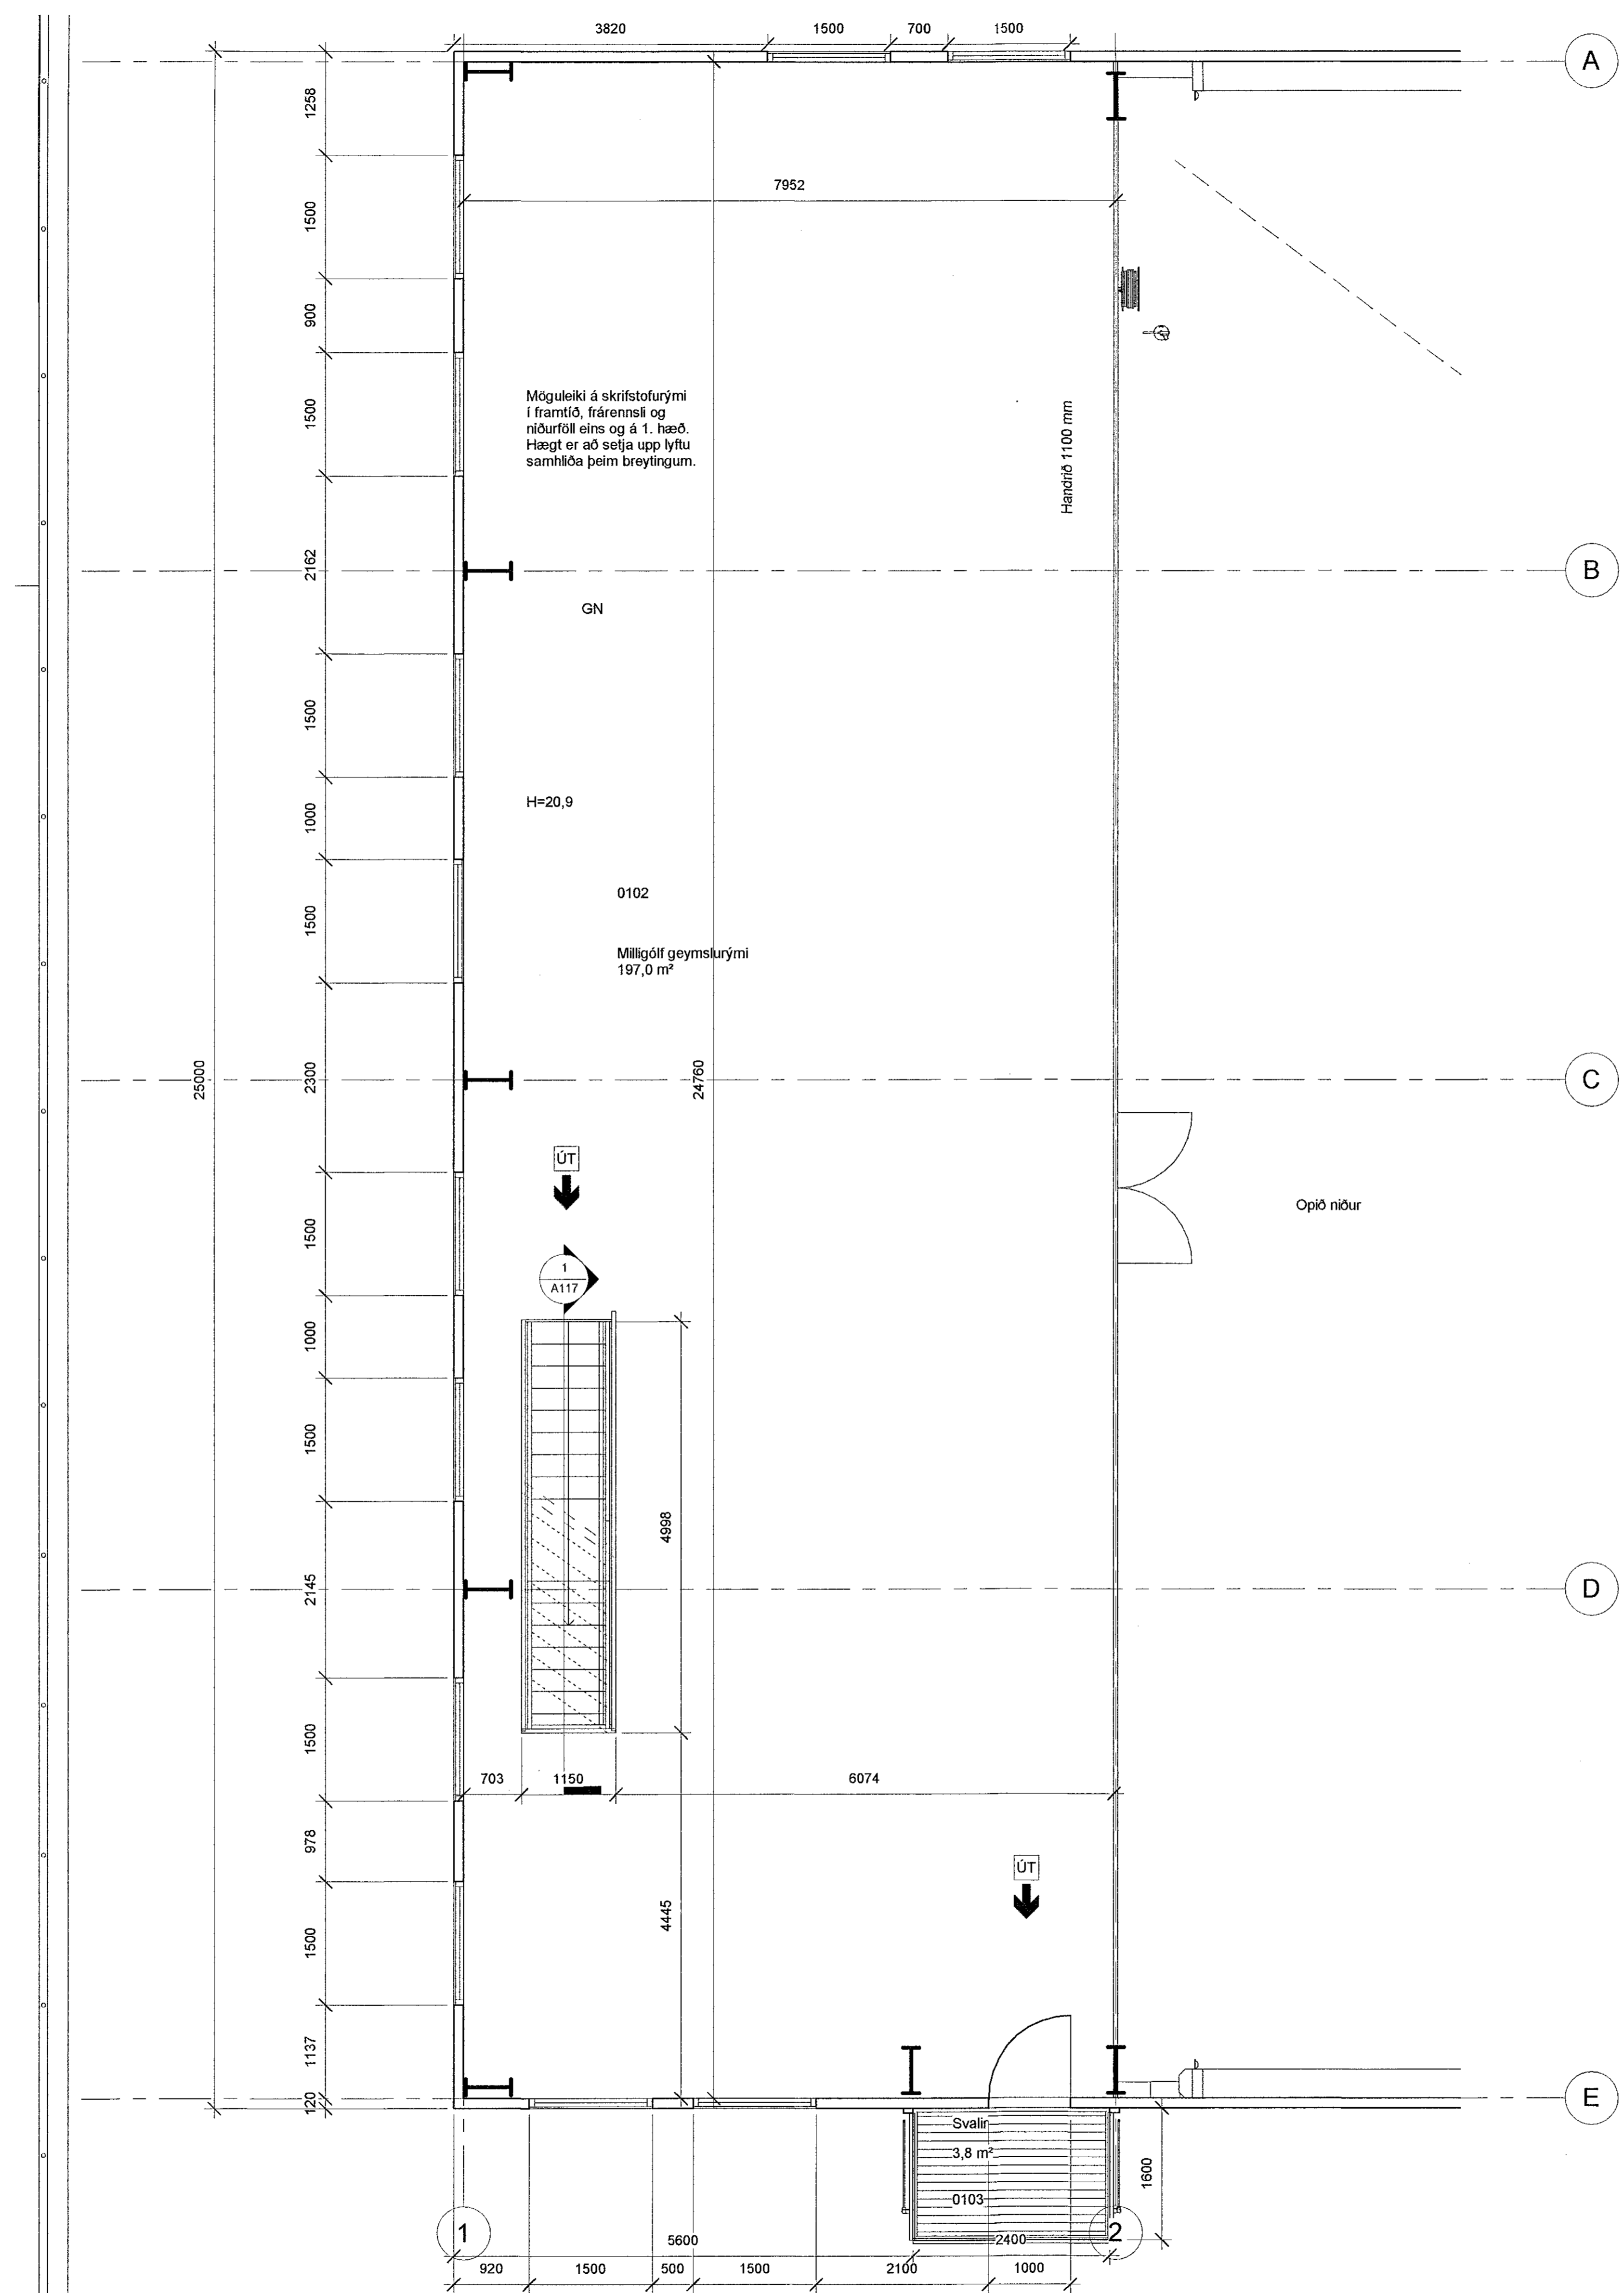 3820
1500
700
1500
A
1258
7952
1500
900
Möguleiki á skrifstofurými
í framtíð, frárennsli og
niðurföll eins og á 1. hæð.
Hægt er að setja upp lyftu
samhliða þeim breytingum.
1500
Handrið 1100 mm
2162
B
GN
1500
H=20,9
1000
0102
1500
Milligólf geymslurými
197,0 m²
25000
2300
24760
C
ÚT
Opið niður
1500
1
A117
1000
1500
4998
2145
D
1500
703
1150
6074
978
ÚT
4445
1500
1137
120
E
Svalir
3,8 m²
1600
0103
1
2
5600
2400
920
1500
500
1500
2100
1000